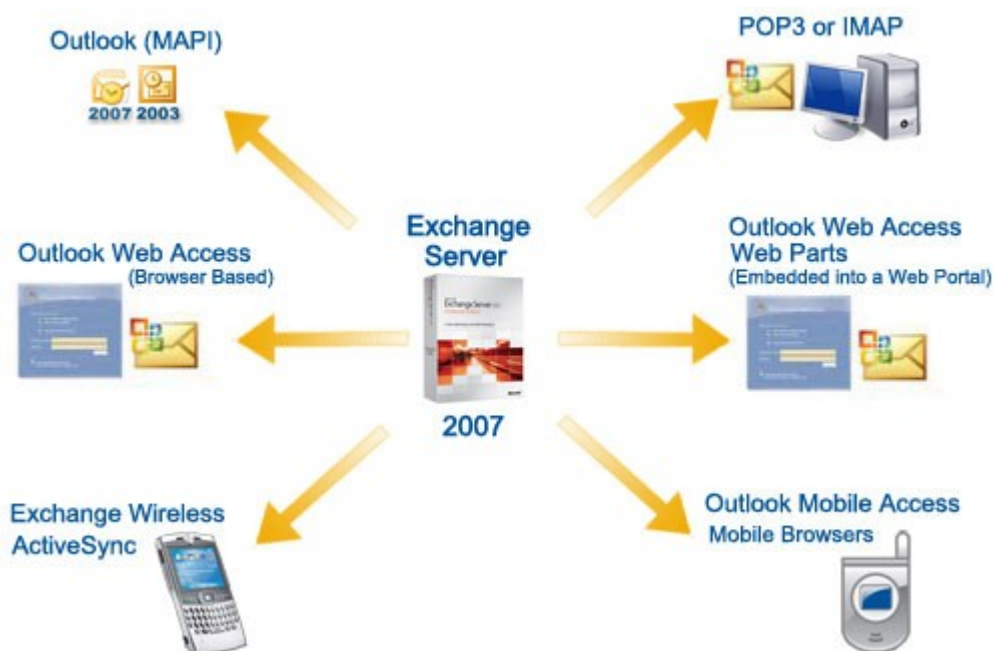 Outlook (MAPI)
2007 2003
POP3 or IMAP
Outlook Web Access
(Browser Based)
Exchange
Server
2007
Outlook Web Access
Web Parts
(Embedded into a Web Portal)
Exchange Wireless
ActiveSync
Outlook Mobile Access
Mobile Browsers